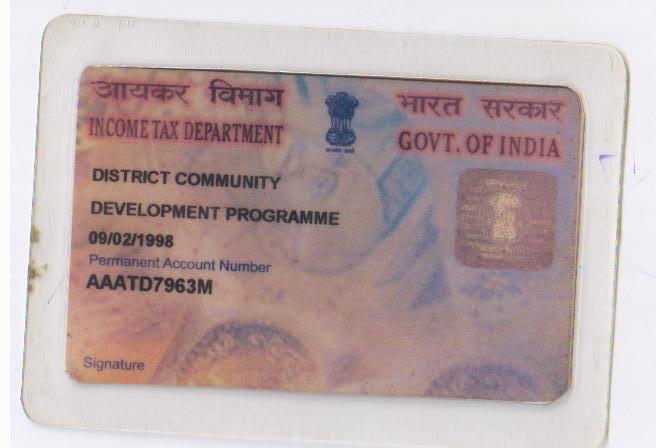 आयकर विभाग
भारत सरकार
INCOME TAX DEPARTMENT
GOVT. OF INDIA
DISTRICT COMMUNITY
DEVELOPMENT PROGRAMME
09/02/1998
Permanent Account Number
AAATD7963M
Signature